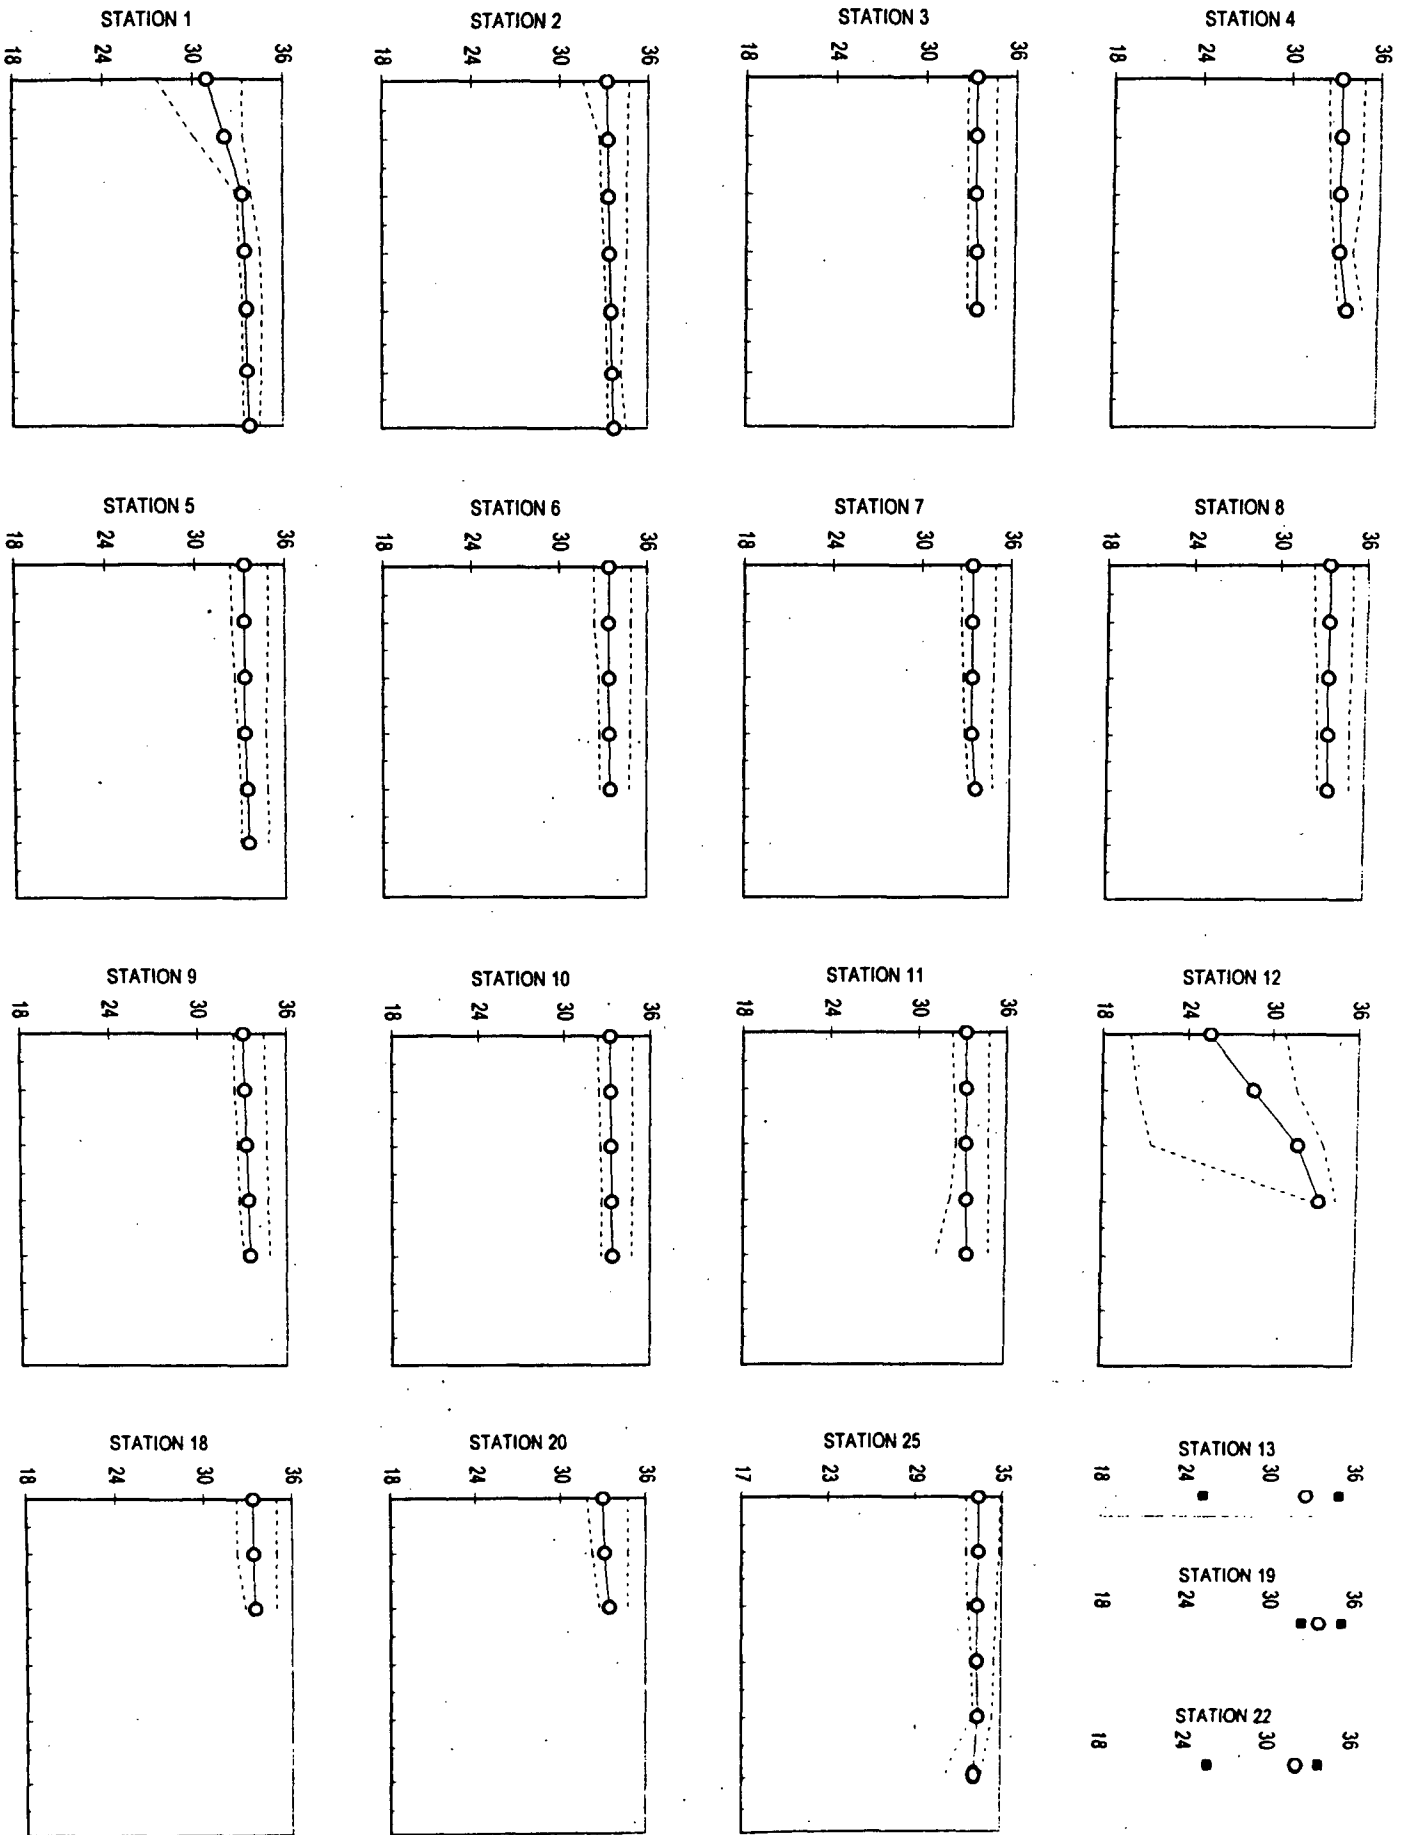 STATION 1
18 24 30 36
STATION 2
18 24 30 36
STATION 3
18 24 30 36
STATION 4
18 24 30 36
STATION 5
18 24 30 36
STATION 6
18 24 30 36
STATION 7
18 24 30 36
STATION 8
18 24 30 36
STATION 9
18 24 30 36
STATION 10
18 24 30 36
STATION 11
18 24 30 36
STATION 12
18 24 30 36
STATION 18
18 24 30 36
STATION 20
18 24 30 36
STATION 25
17 23 29 35
STATION 13
18 24 30 36
STATION 19
18 24 30 36
STATION 22
18 24 30 36